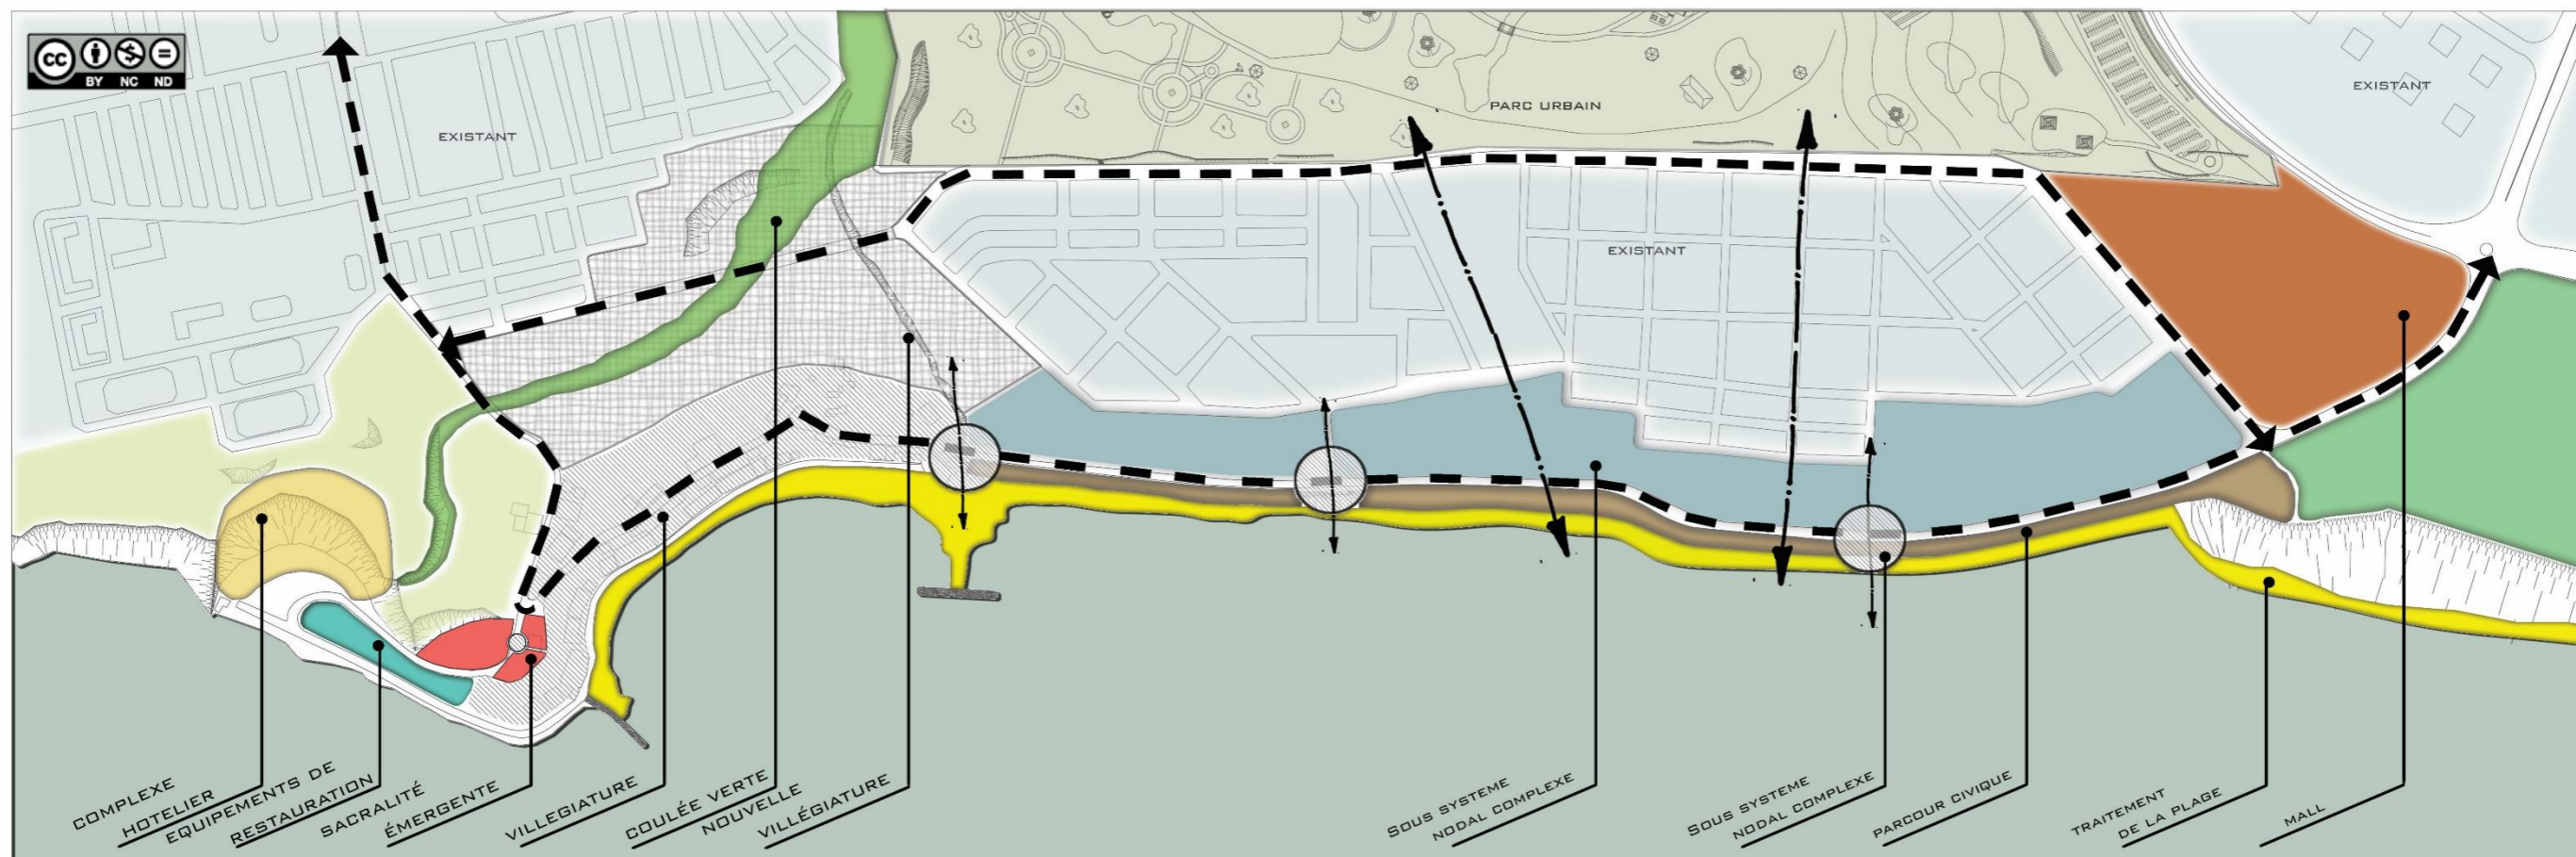 CC
BY NC ND
EXISTANT
PARC URBAIN
EXISTANT
EXISTANT
COMPLEXE
HOTELIER
EQUIPEMENTS DE
RESTAURATION
SACRALITÉ
ÉMERGENTE
VILLEGIATURE
COULÉE VERTE
NOUVELLE
VILLÉGIATURE
SOUS SYSTEME
NODAL COMPLEXE
SOUS SYSTEME
NODAL COMPLEXE
PARCOUR CIVIQUE
TRAITEMENT
DE LA PLAGE
MALL